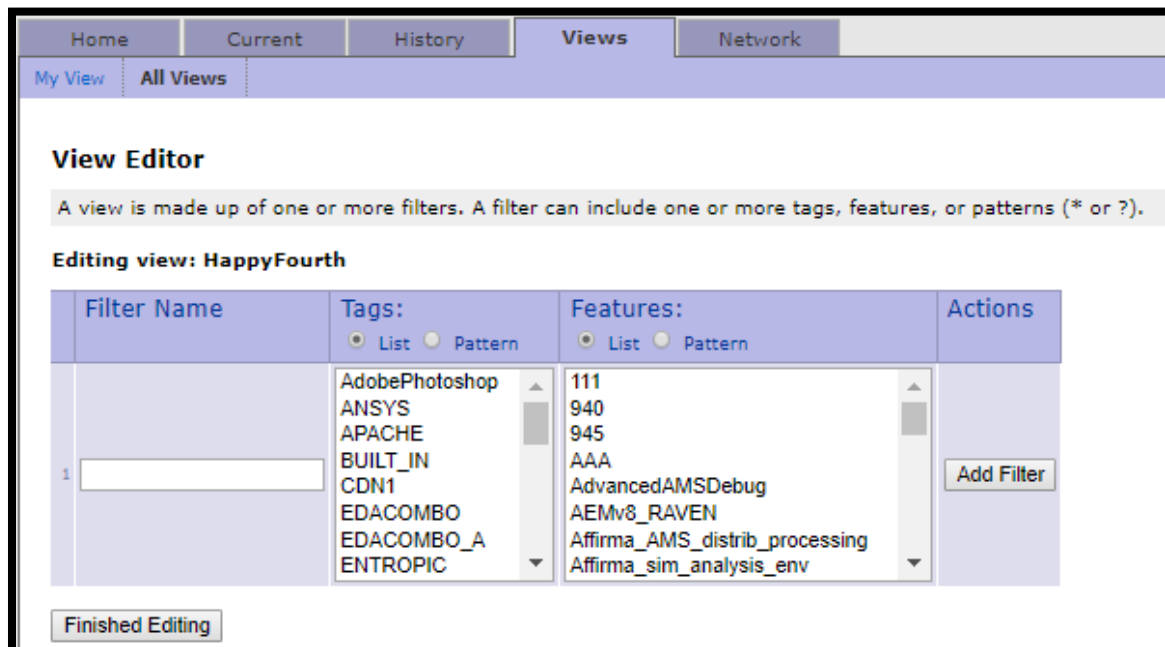 Home Current History Views Network
My View All Views
View Editor
A view is made up of one or more filters. A filter can include one or more tags, features, or patterns (* or ?).
Editing view: HappyFourth
Filter Name Tags: Features: Actions
List Pattern List Pattern
1
AdobePhotoshop
ANSYS
APACHE
BUILT_IN
CDN1
EDACOMBO
EDACOMBO_A
ENTROPIC
111
940
945
AAA
AdvancedAMSDebug
AEMv8_RAVEN
Affirma_AMS_distrib_processing
Affirma_sim_analysis_env
Add Filter
Finished Editing